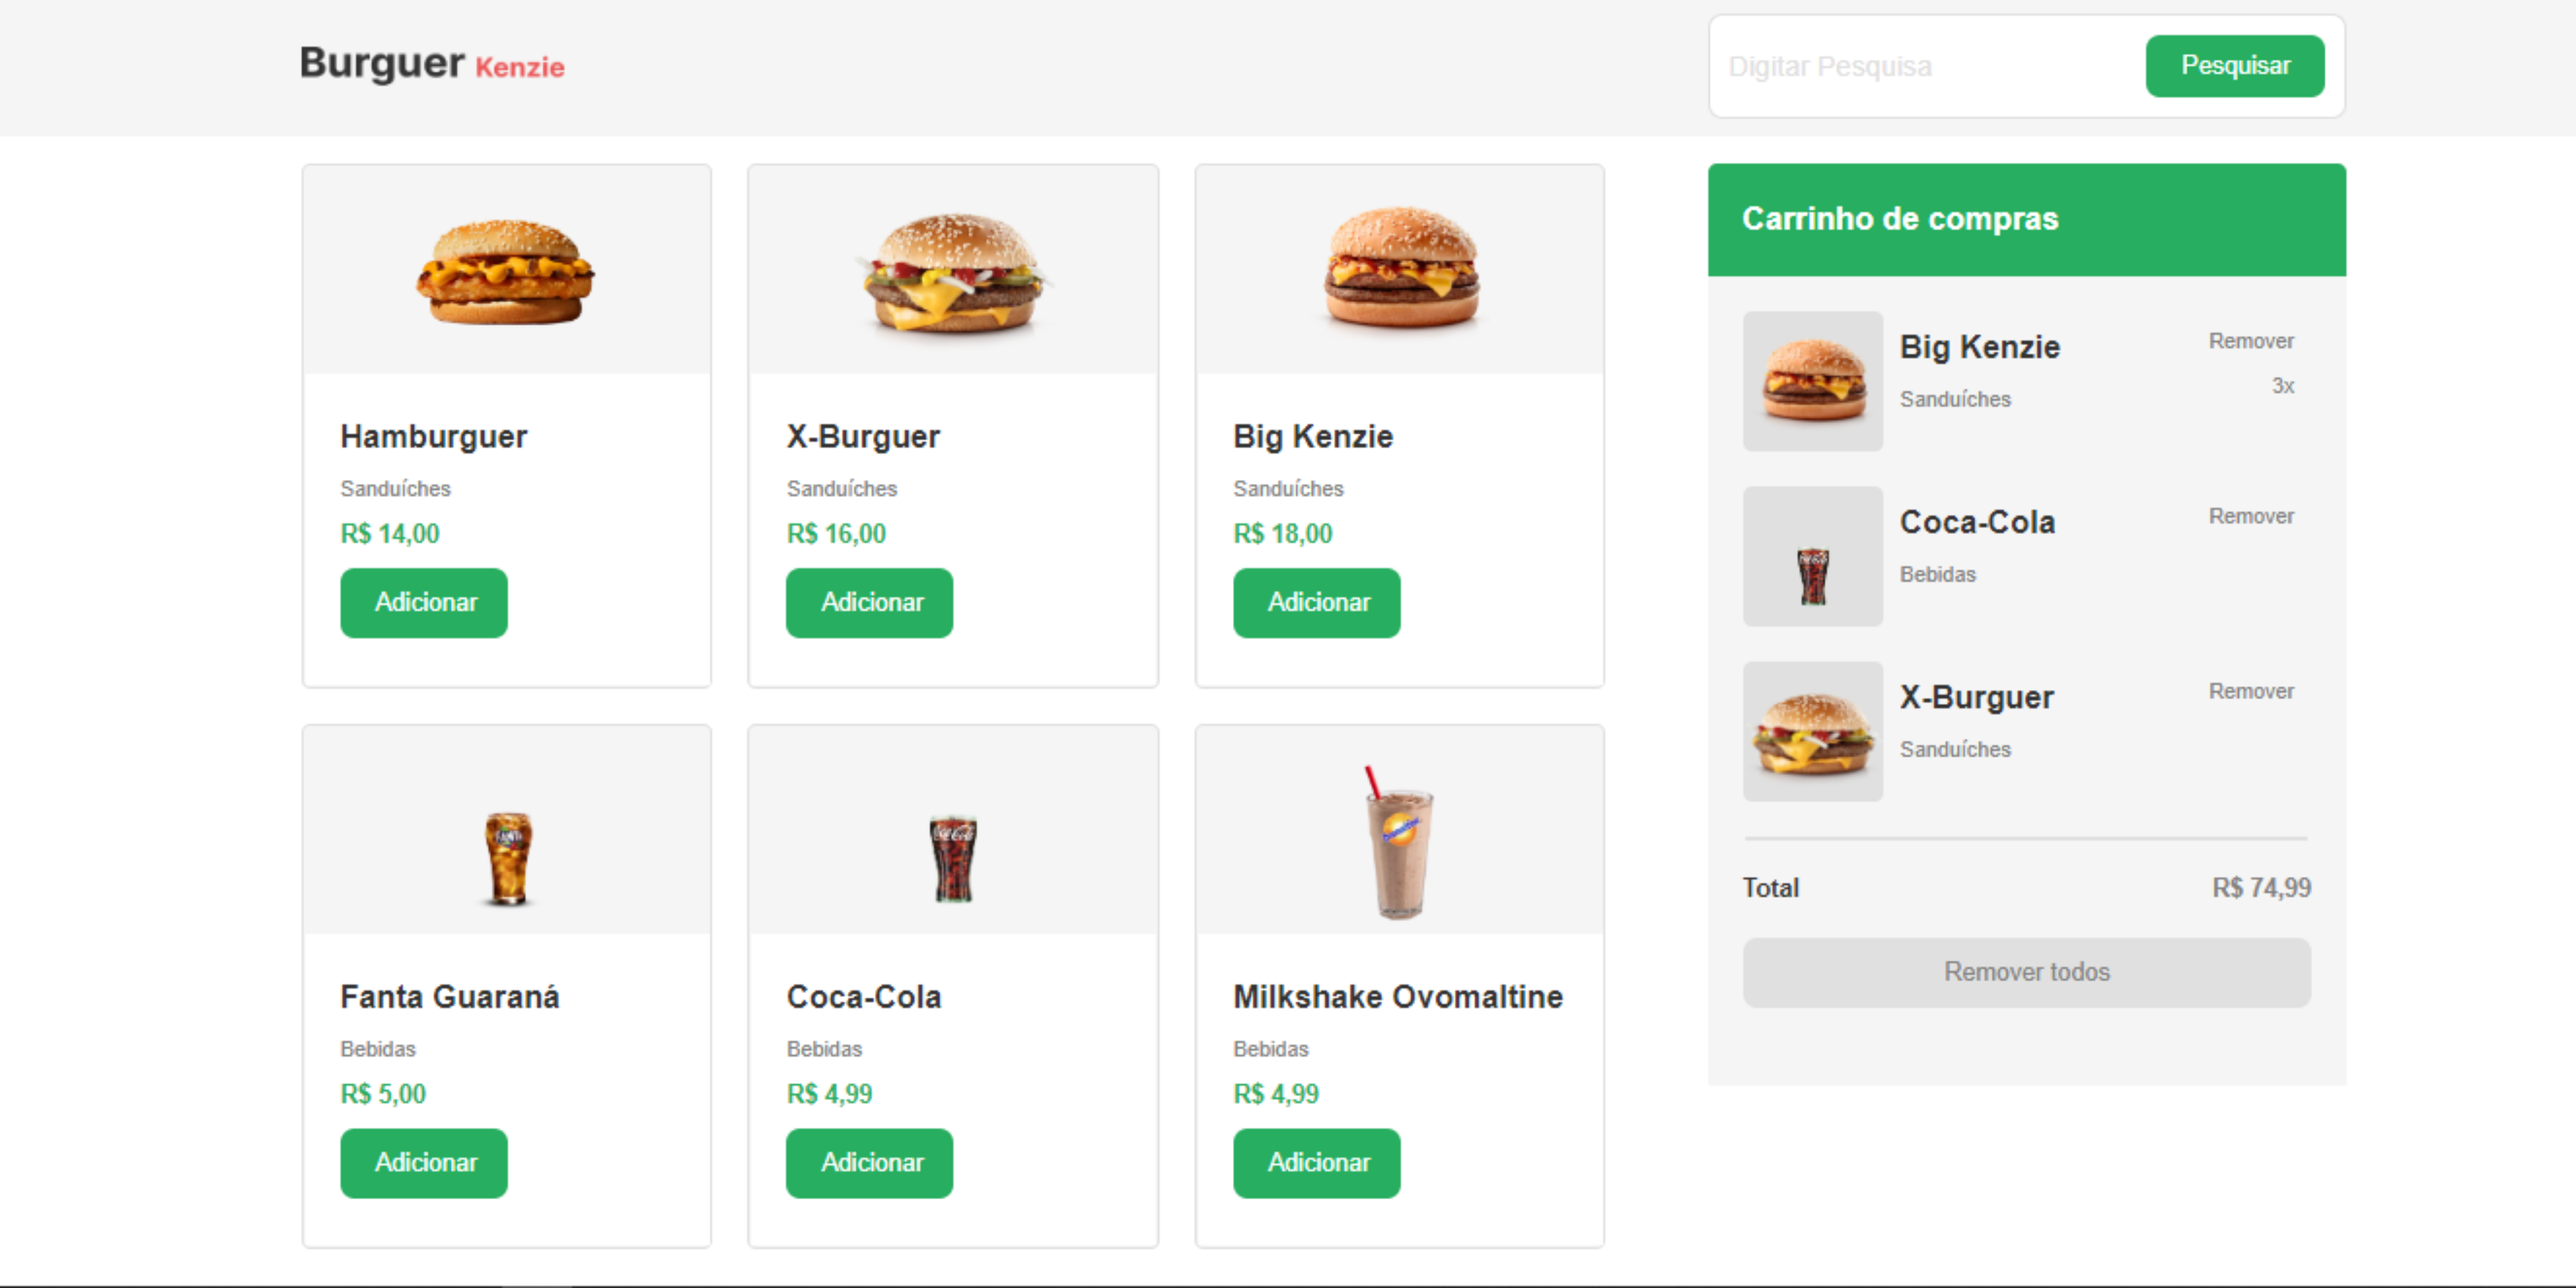 Burguer Kenzie
Digitar Pesquisa
Pesquisar
Hamburguer
Sanduíches
R$ 14,00
Adicionar
X-Burguer
Sanduíches
R$ 16,00
Adicionar
Big Kenzie
Sanduíches
R$ 18,00
Adicionar
Fanta Guaraná
Bebidas
R$ 5,00
Adicionar
Coca-Cola
Bebidas
R$ 4,99
Adicionar
Milkshake Ovomaltine
Bebidas
R$ 4,99
Adicionar
Carrinho de compras
Big Kenzie
Remover
Sanduíches
3x
Coca-Cola
Remover
Bebidas
X-Burguer
Remover
Sanduíches
Total
R$ 74,99
Remover todos